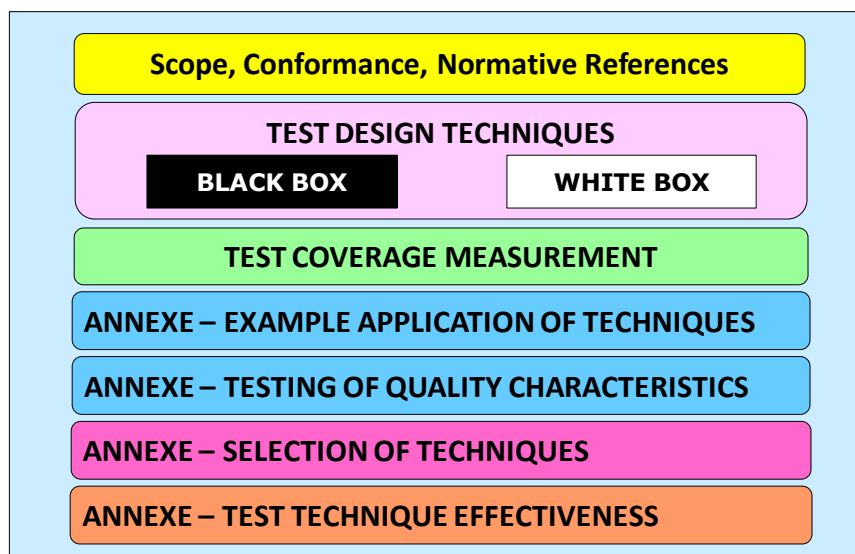 Scope, Conformance, Normative References
TEST DESIGN TECHNIQUES
BLACK BOX
WHITE BOX
TEST COVERAGE MEASUREMENT
ANNEXE – EXAMPLE APPLICATION OF TECHNIQUES
ANNEXE – TESTING OF QUALITY CHARACTERISTICS
ANNEXE – SELECTION OF TECHNIQUES
ANNEXE – TEST TECHNIQUE EFFECTIVENESS